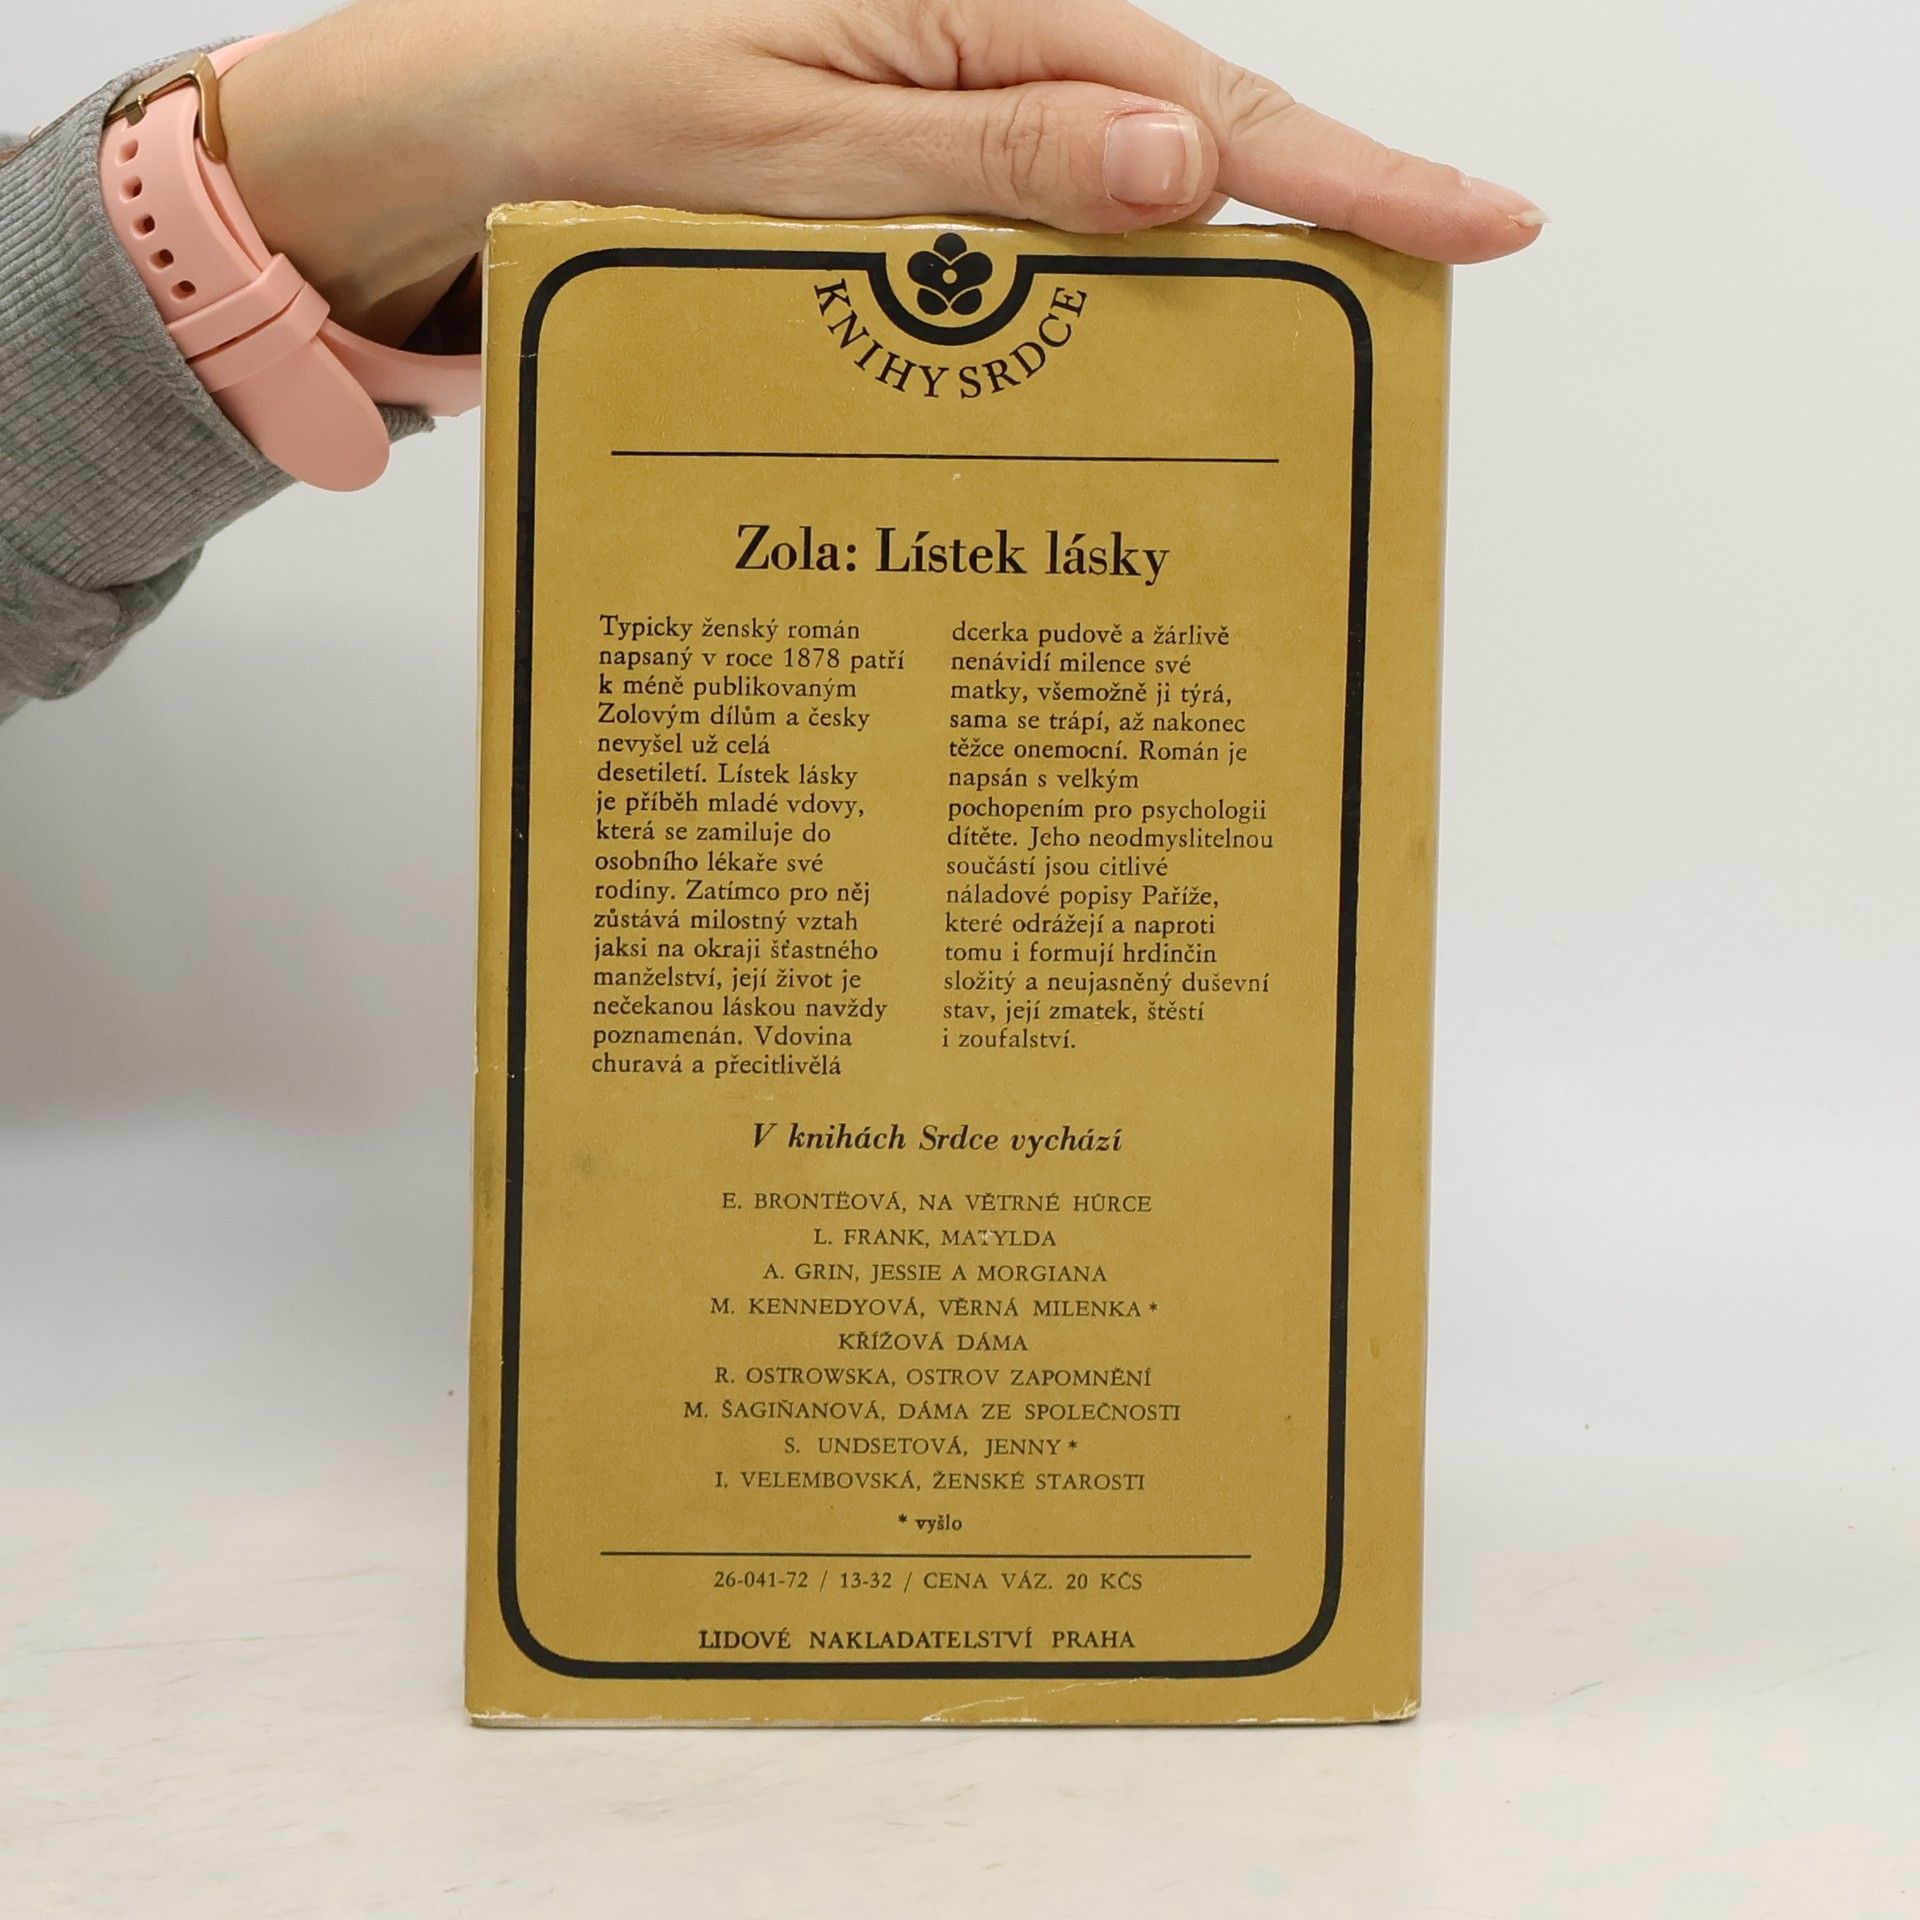 KNIHY SRDCE
Zola: Lístek lásky
Typicky ženský román
napsaný v roce 1878 patří
k méně publikovaným
Zolovým dílům a česky
nevyšel už celá
desetiletí. Lístek lásky
je příběh mladé vdovy,
která se zamiluje do
osobního lékaře své
rodiny. Zatímco pro něj
zůstává milostný vztah
jaksi na okraji šťastného
manželství, její život je
nečekanou láskou navždy
poznamenán. Vdovina
churavá a přecitlivělá
dcerka pudově a žárlivě
nenávidí milence své
matky, všemožně ji týrá,
sama se trápí, až nakonec
těžce onemocní. Román je
napsán s velkým
pochopením pro psychologii
dítěte. Jeho neodmyslitelnou
součástí jsou citlivé
náladové popisy Paříže,
které odrážejí a naproti
tomu i formují hrdinčin
složitý a neujasněný duševní
stav, její zmatek, štěstí
i zoufalství.
V knihách Srdce vychází
E. BRONTËOVÁ, NA VĚTRNÉ HŮRCE
L. FRANK, MATYLDA
A. GRIN, JESSIE A MORGIANA
M. KENNEDYOVÁ, VĚRNÁ MILENKA *
KŘÍŽOVÁ DÁMA
R. OSTROWSKA, OSTROV ZAPOMNĚNÍ
M. ŠAGIŇANOVÁ, DÁMA ZE SPOLEČNOSTI
S. UNDSETOVÁ, JENNY *
I. VELEMBOVSKÁ, ŽENSKÉ STAROSTI
* vyšlo
26-041-72 / 13-32 / CENA VÁZ. 20 KČS
LIDOVÉ NAKLADATELSTVÍ PRAHA